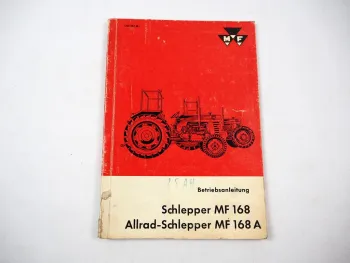 MF
Betriebsanleitung
Schlepper MF 168
Allrad-Schlepper MF 168 A